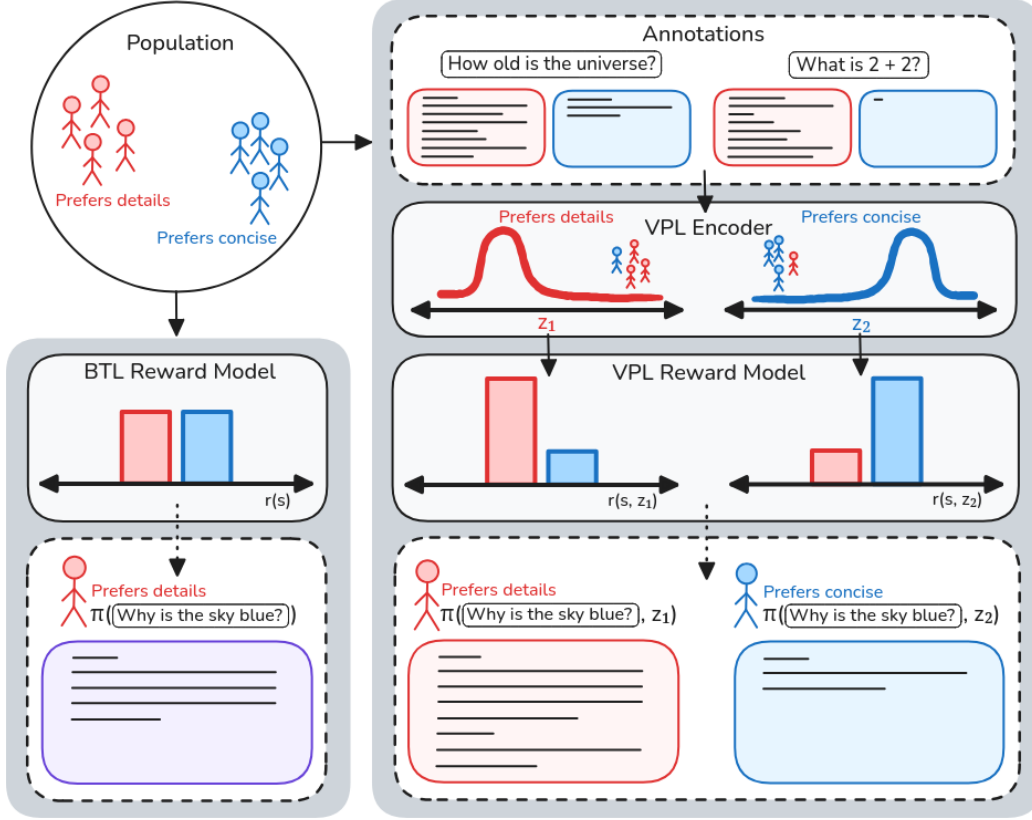 Population
Prefers details
Prefers concise
BTL Reward Model
r(s)
Prefers details
π(Why is the sky blue?)
Annotations
How old is the universe?
What is 2 + 2?
VPL Encoder
Prefers details
Prefers concise
z₁
z₂
VPL Reward Model
r(s, z₁)
r(s, z₂)
Prefers details
π(Why is the sky blue?, z₁)
Prefers concise
π(Why is the sky blue?, z₂)